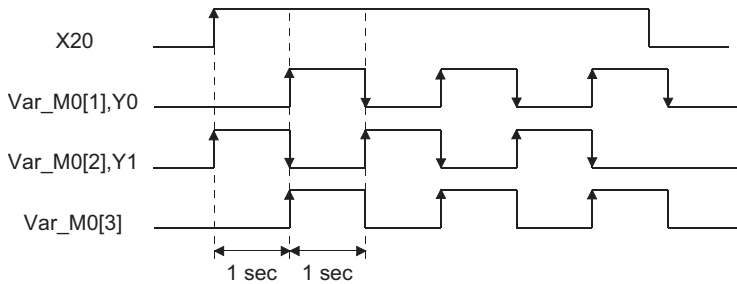 X20
Var_M0[1],Y0
Var_M0[2],Y1
Var_M0[3]
1 sec 1 sec